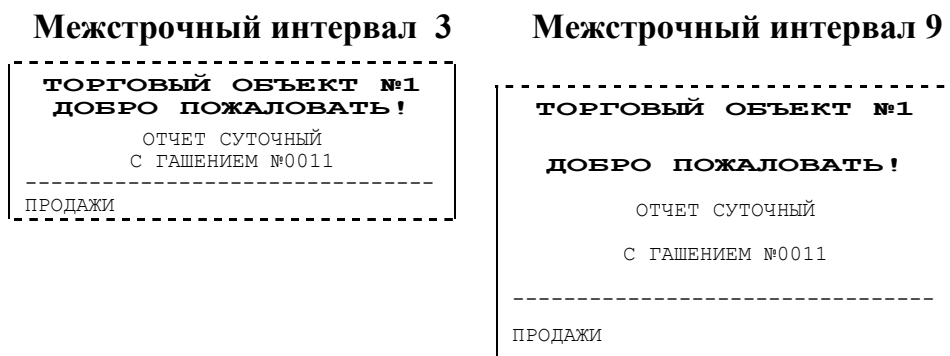 Межстрочный интервал 3
ТОРГОВЫЙ ОБЪЕКТ №1
ДОБРО ПОЖАЛОВАТЬ!
ОТЧЕТ СУТОЧНЫЙ
С ГАШЕНИЕМ №0011
--------------------------------
ПРОДАЖИ
Межстрочный интервал 9
ТОРГОВЫЙ ОБЪЕКТ №1
ДОБРО ПОЖАЛОВАТЬ!
ОТЧЕТ СУТОЧНЫЙ
С ГАШЕНИЕМ №0011
---------------------------------
ПРОДАЖИ